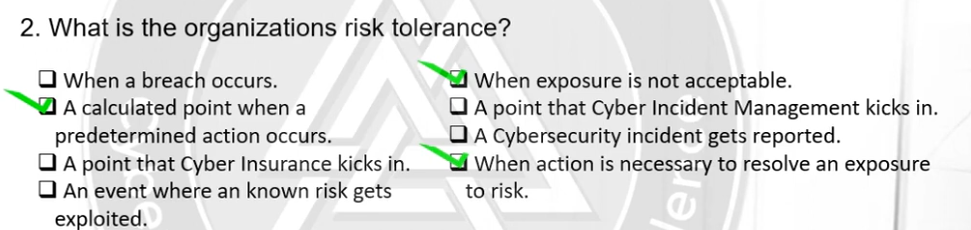 2. What is the organizations risk tolerance?
❑ When a breach occurs.
❑ A calculated point when a
predetermined action occurs.
❑ A point that Cyber Insurance kicks in.
❑ An event where an known risk gets
exploited.
❑ When exposure is not acceptable.
❑ A point that Cyber Incident Management kicks in.
❑ A Cybersecurity incident gets reported.
❑ When action is necessary to resolve an exposure
to risk.